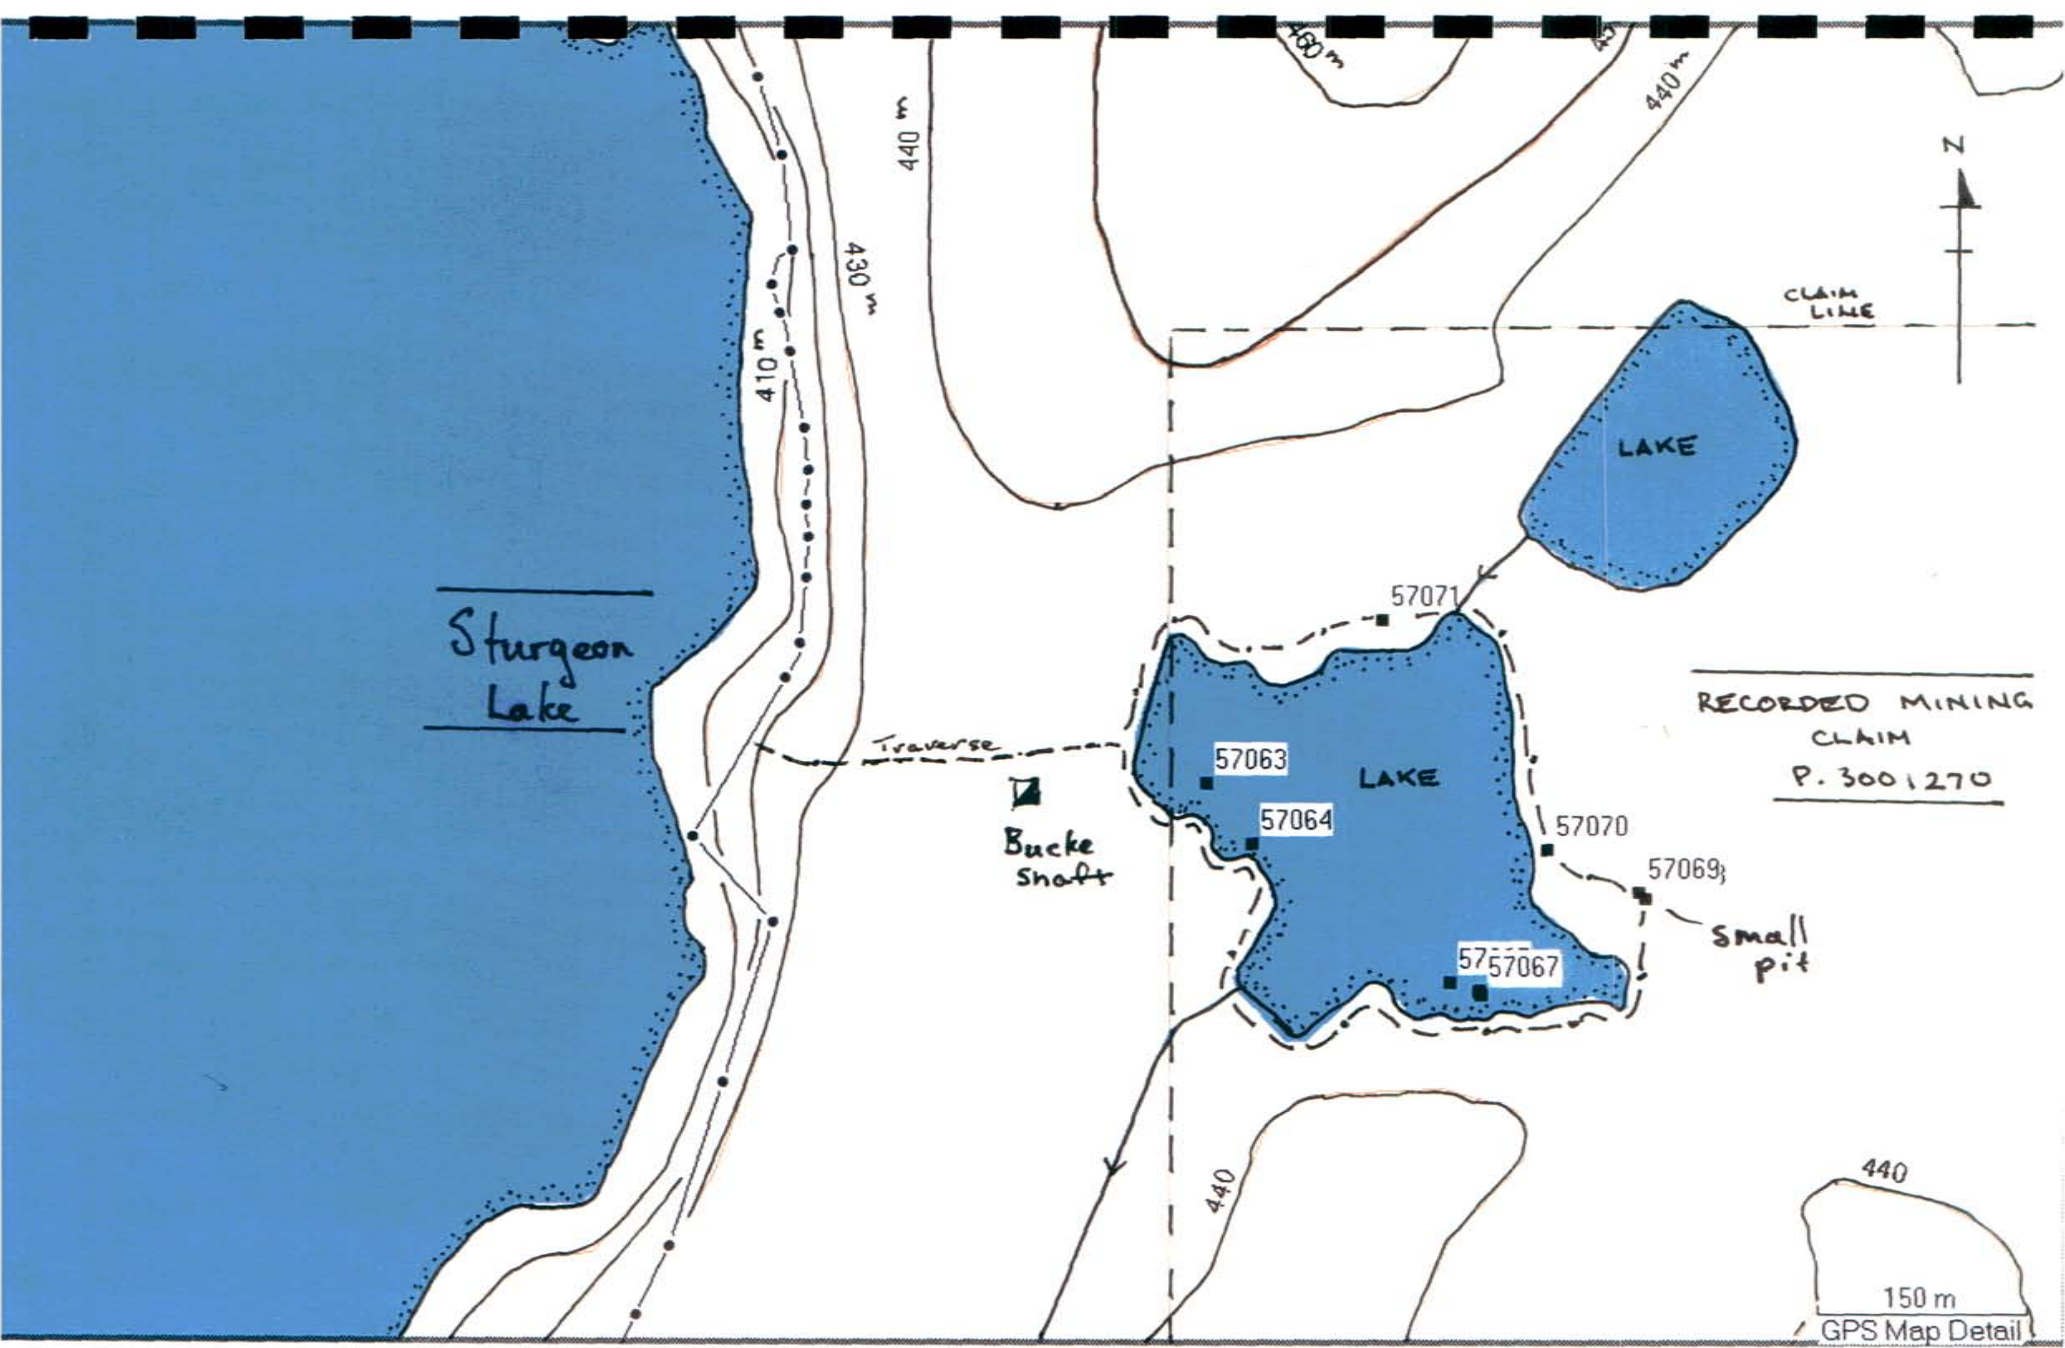 460 m
440 m
440 m
430 m
N
CLAIM
LINE
410 m
LAKE
57071
Sturgeon
Lake
RECORDED MINING
CLAIM
P. 3001270
Traverse
57063
LAKE
Bucke
shaft
57064
57070
57069
small
pit
57067
440
440
150 m
GPS Map Detail